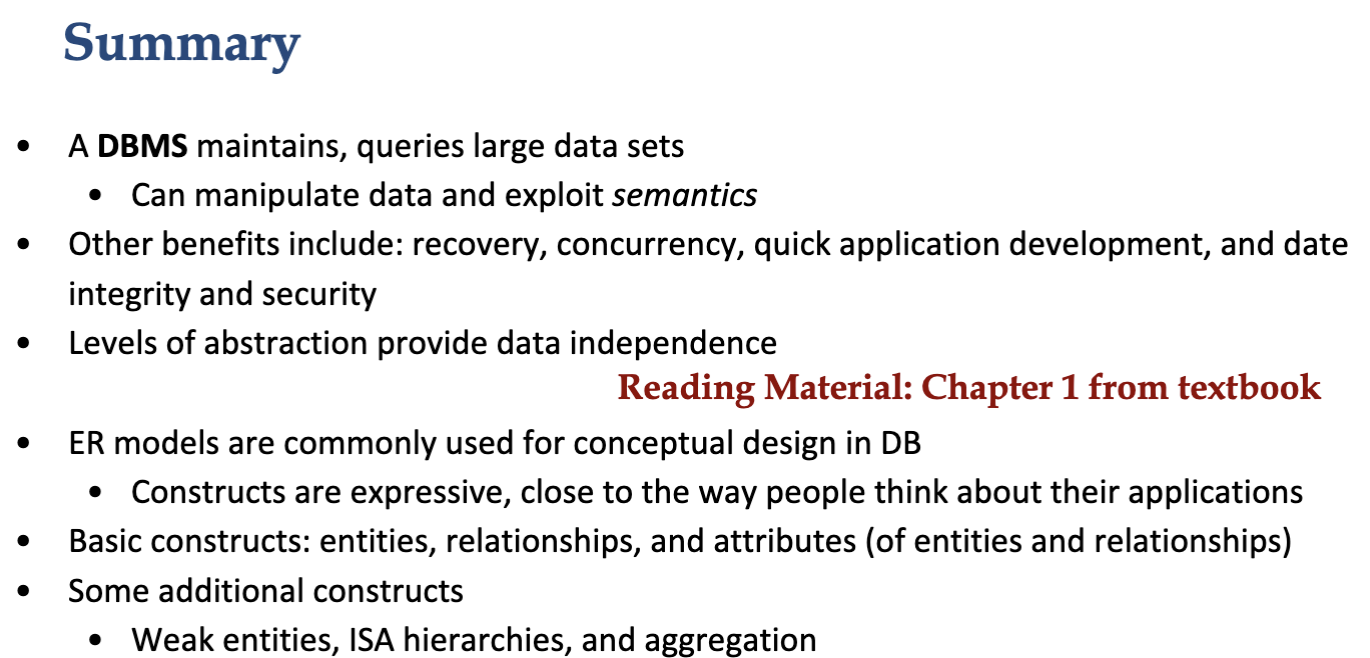 Summary
• A DBMS maintains, queries large data sets
• Can manipulate data and exploit semantics
• Other benefits include: recovery, concurrency, quick application development, and date
integrity and security
• Levels of abstraction provide data independence
Reading Material: Chapter 1 from textbook
• ER models are commonly used for conceptual design in DB
• Constructs are expressive, close to the way people think about their applications
• Basic constructs: entities, relationships, and attributes (of entities and relationships)
• Some additional constructs
• Weak entities, ISA hierarchies, and aggregation